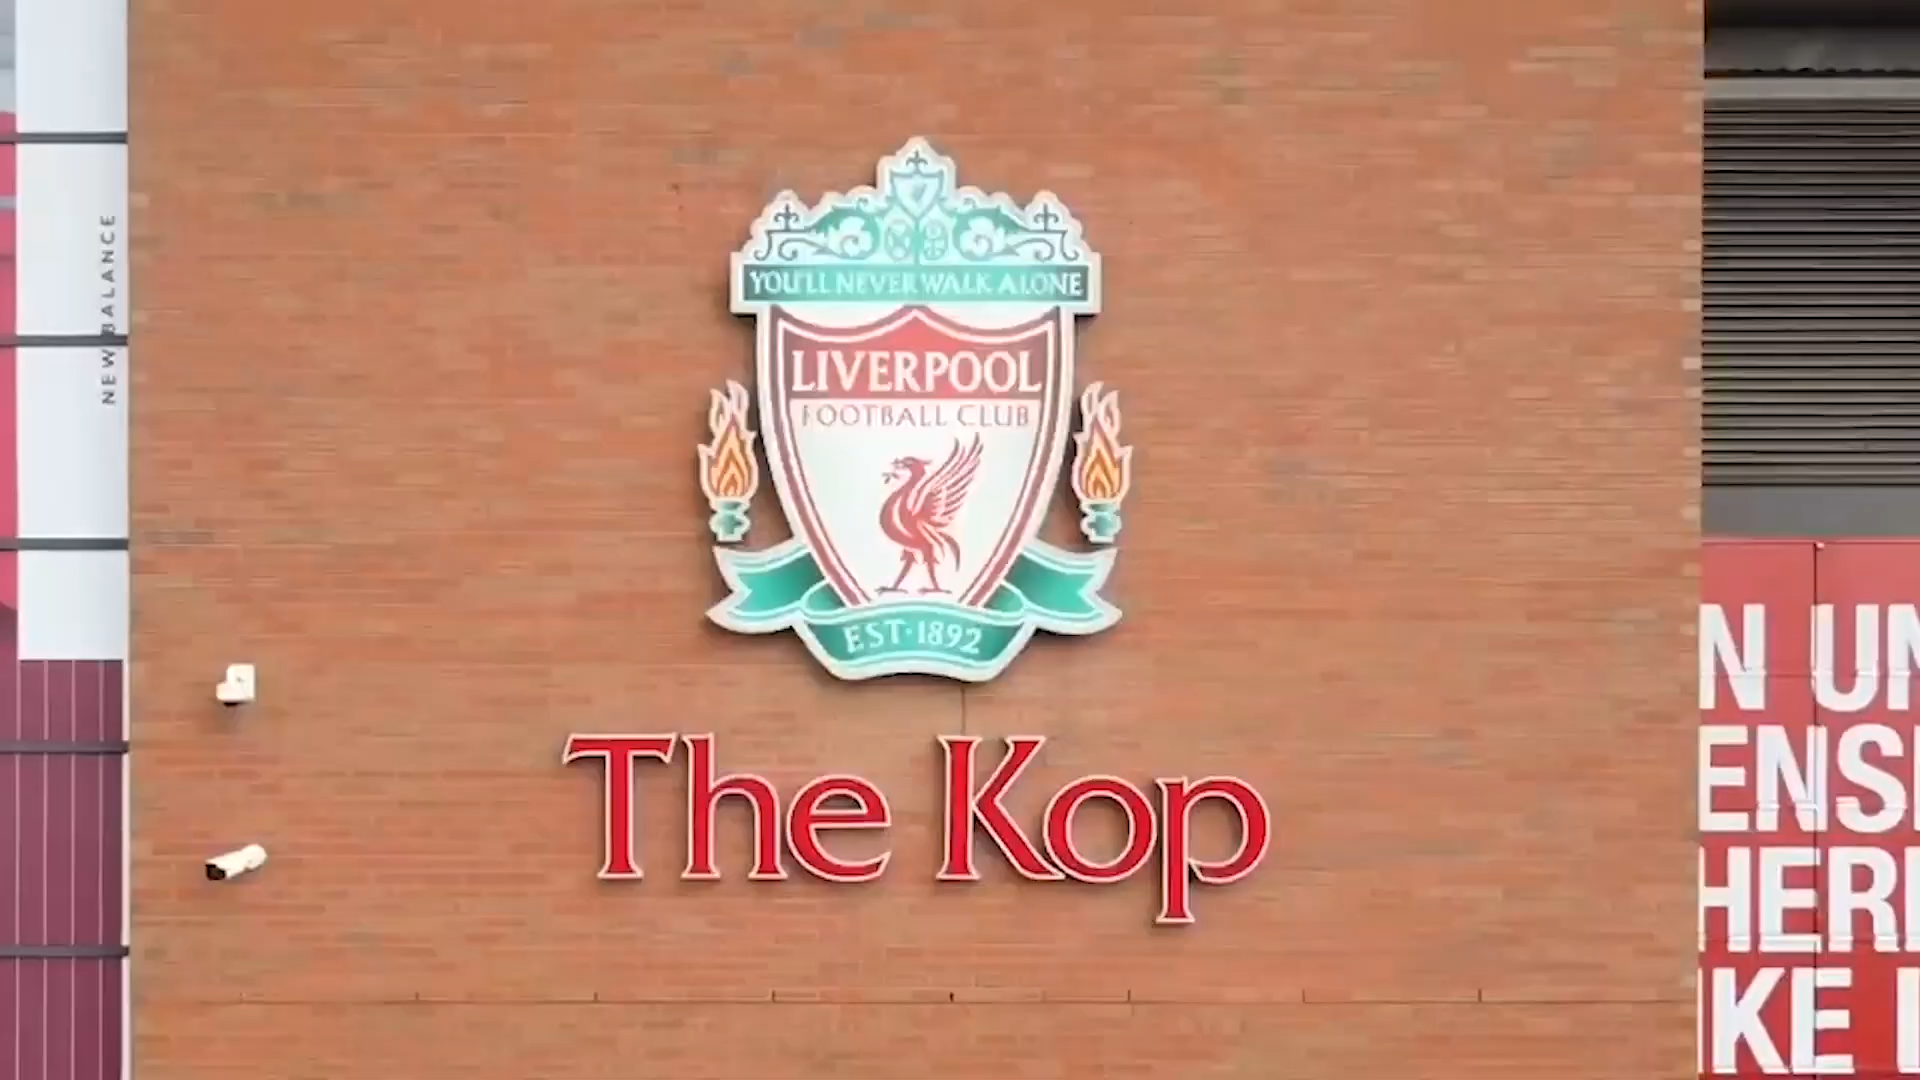 NEW BALANCE
YOU'LL NEVER WALK ALONE
LIVERPOOL
FOOTBALL CLUB
EST·1892
The Kop